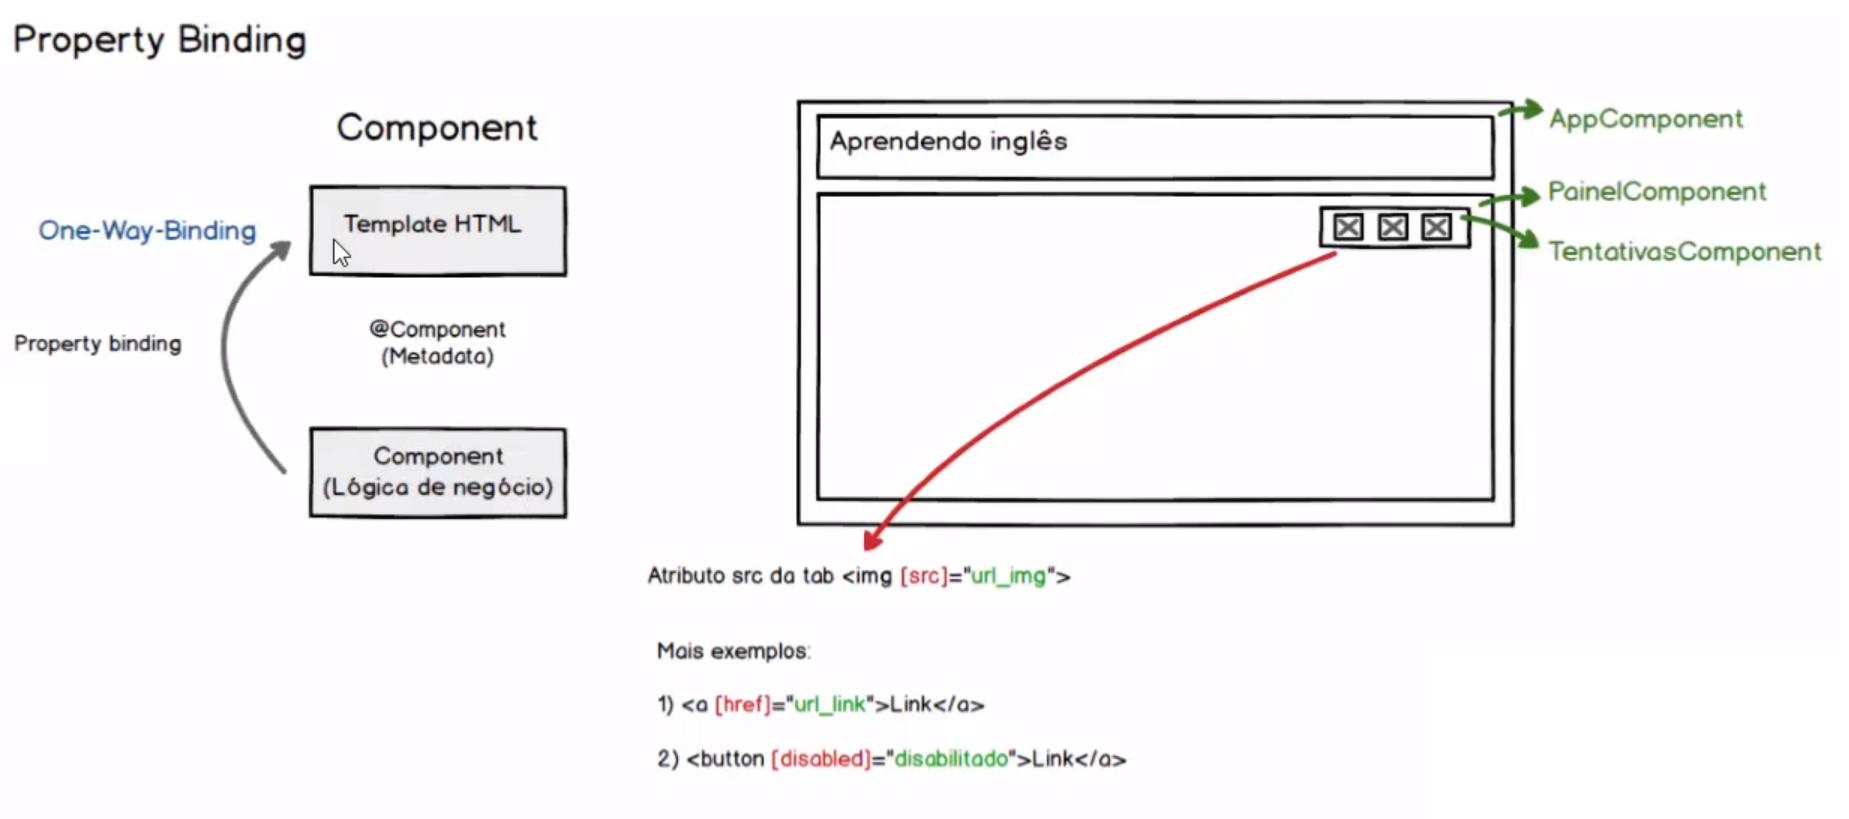 Property Binding
Component
One-Way-Binding
Template HTML
Property binding
@Component
(Metadata)
Component
(Lógica de negócio)
Aprendendo inglês
AppComponent
PainelComponent
TentativasComponent
Atributo src da tab <img [src]="url_img">
Mais exemplos:
1) <a [href]="url_link">Link</a>
2) <button [disabled]="disabilitado">Link</a>